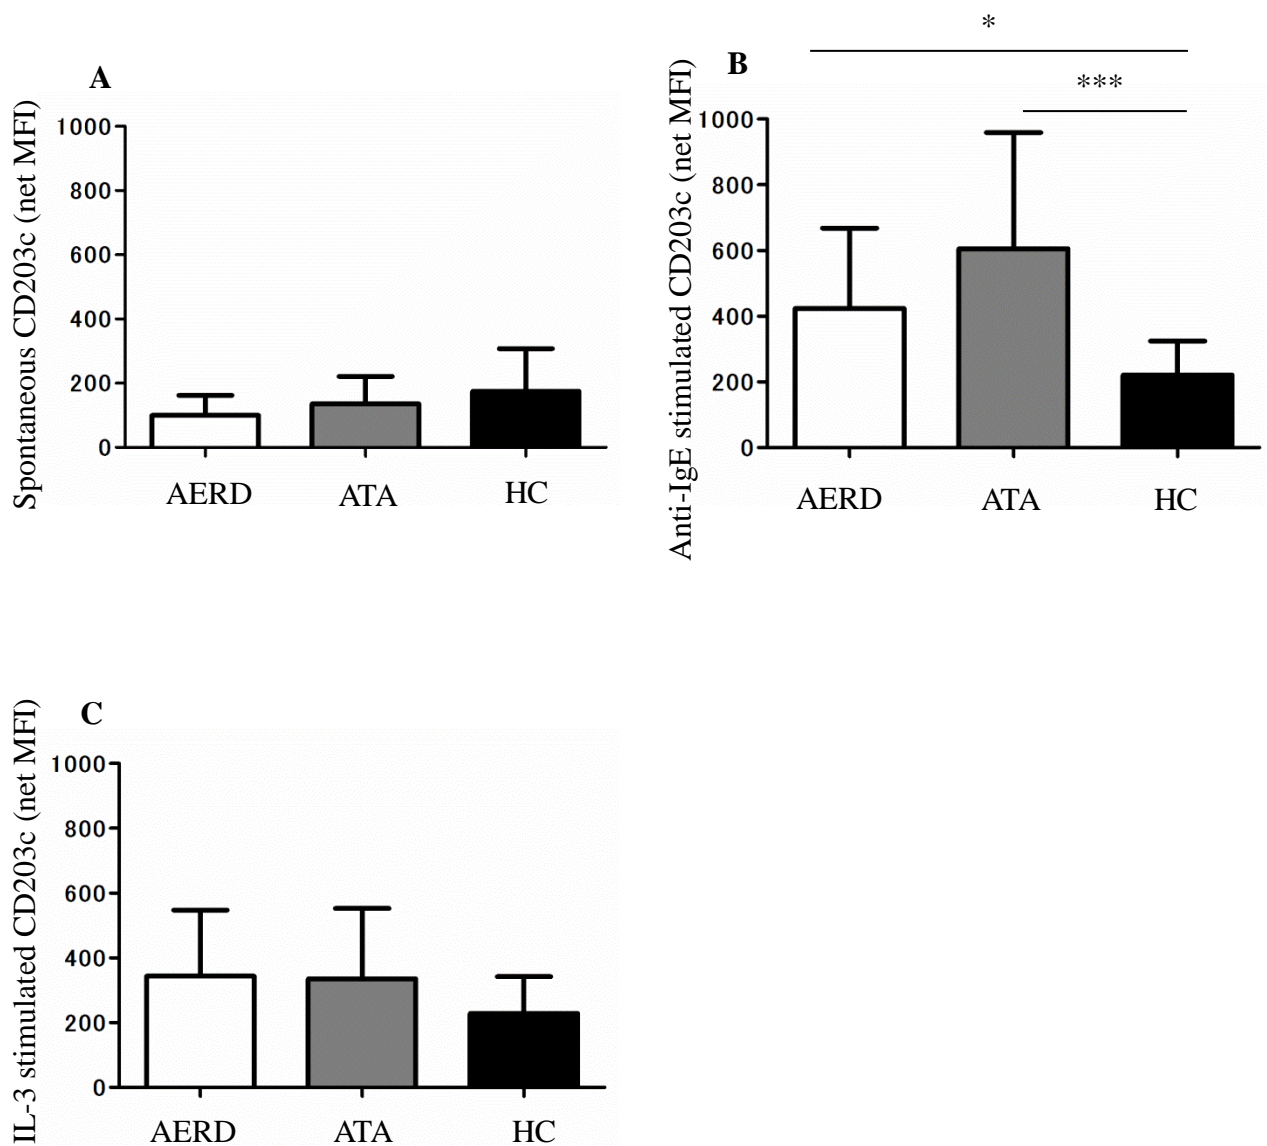 A
Spontaneous CD203c (net MFI)
1000
800
600
400
200
0
AERD
ATA
HC
*
***
B
Anti-IgE stimulated CD203c (net MFI)
1000
800
600
400
200
0
AERD
ATA
HC
C
IL-3 stimulated CD203c (net MFI)
1000
800
600
400
200
0
AERD
ATA
HC